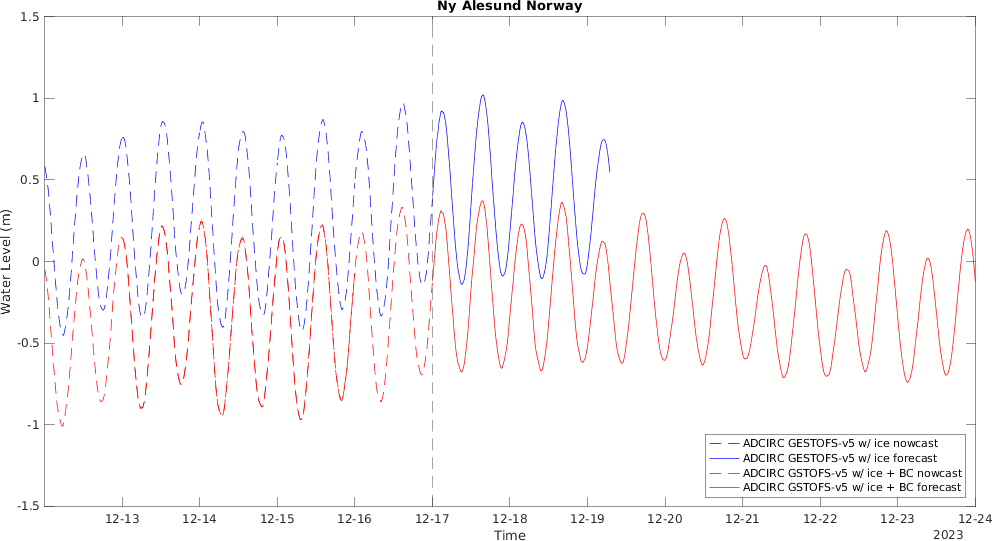 Ny Alesund Norway
1.5
1
0.5
0
-0.5
-1
-1.5
Water Level (m)
12-13 12-14 12-15 12-16 12-17 12-18 12-19 12-20 12-21 12-22 12-23 12-24
Time
2023
ADCIRC GESTOFS-v5 w/ ice nowcast
ADCIRC GESTOFS-v5 w/ ice forecast
ADCIRC GSTOFS-v5 w/ ice + BC nowcast
ADCIRC GSTOFS-v5 w/ ice + BC forecast